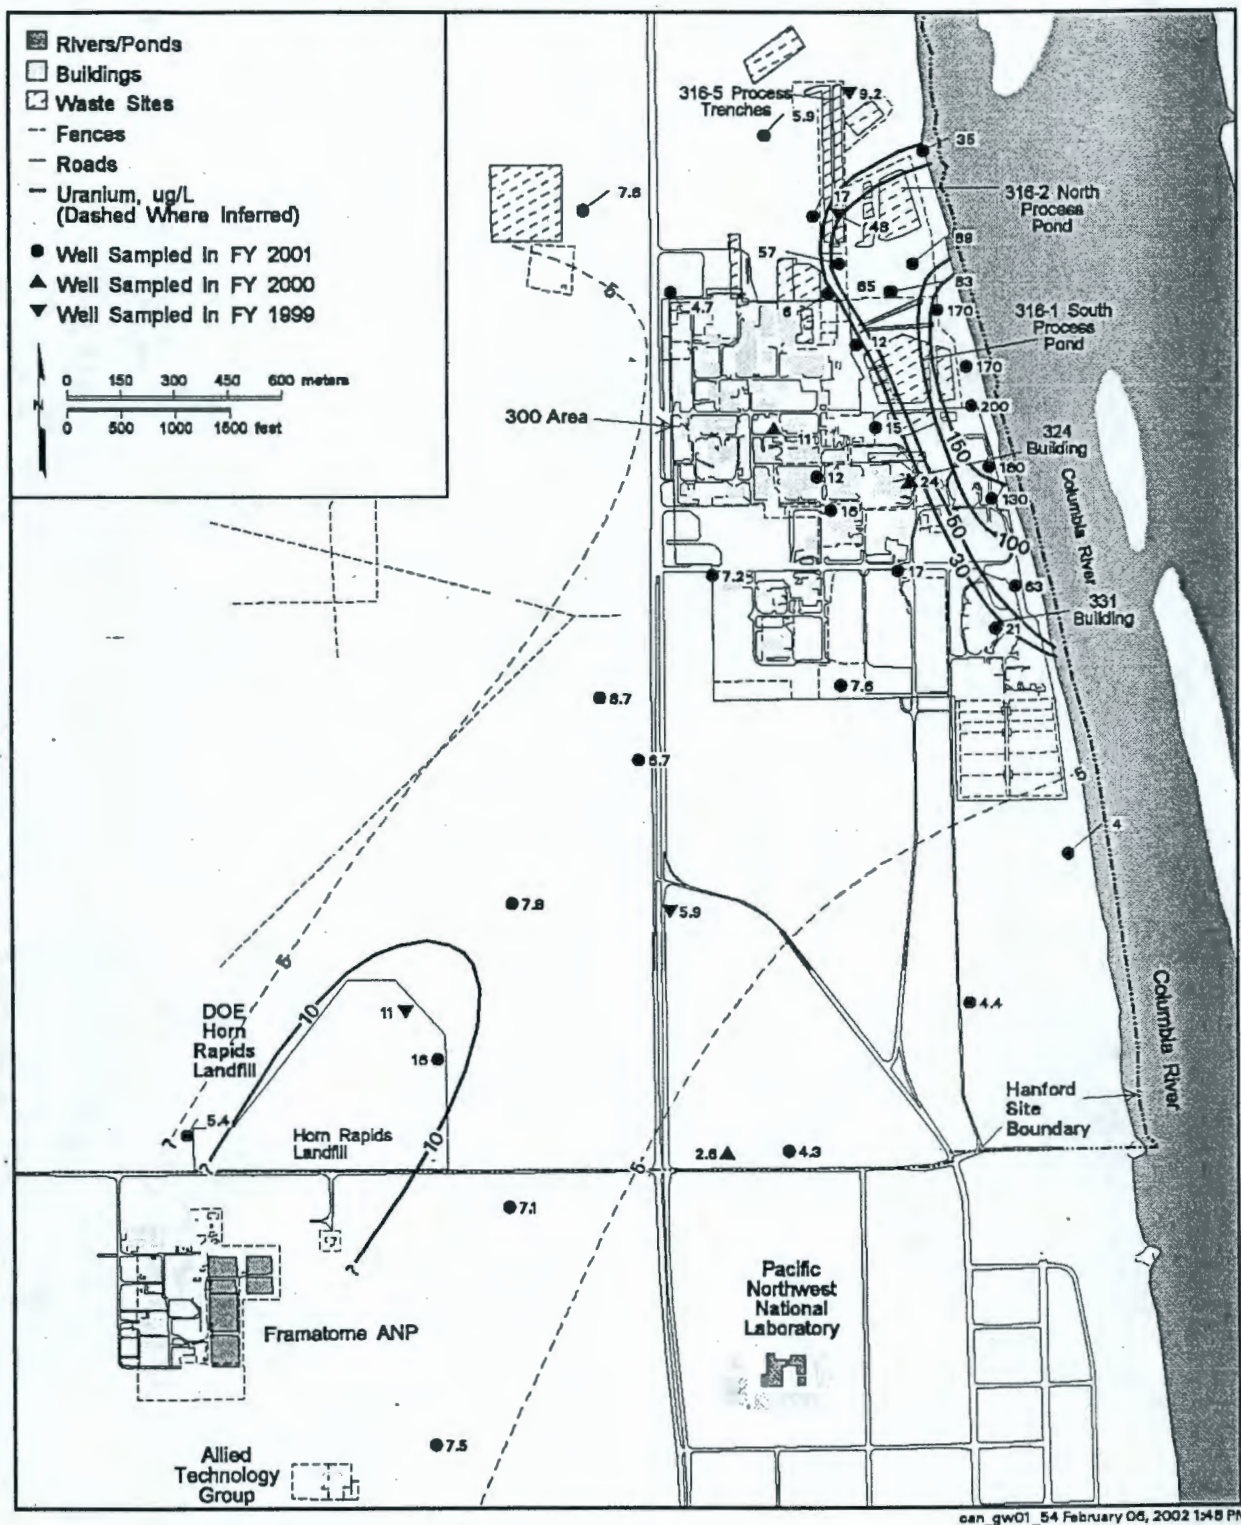 Rivers/Ponds
Buildings
Waste Sites
Fences
Roads
Uranium, ug/L
(Dashed Where Inferred)
Well Sampled in FY 2001
Well Sampled in FY 2000
Well Sampled in FY 1999
0 150 300 450 600 meters
0 500 1000 1500 feet
N
316-5 Process
Trenches
9.2
5.9
35
7.6
17
48
316-2 North
Process
Pond
57
69
65
83
5
4.7
6
170
316-1 South
Process
Pond
12
170
200
300 Area
11
15
150
324
Building
180
12
24
130
16
50
100
Columbia River
7.2
17
30
63
331
Building
21
7.6
8.7
6.7
5
4
7.8
5.9
5
10
DOE
Horn
Rapids
Landfill
11
16
4.4
Columbia River
Hanford
Site
Boundary
5.4
?
?
Horn Rapids
Landfill
10
2.6
4.3
5
7.1
?
Pacific
Northwest
National
Laboratory
Framatome ANP
7.5
Allied
Technology
Group
can_gw01_54 February 06, 2002 1:48 PM